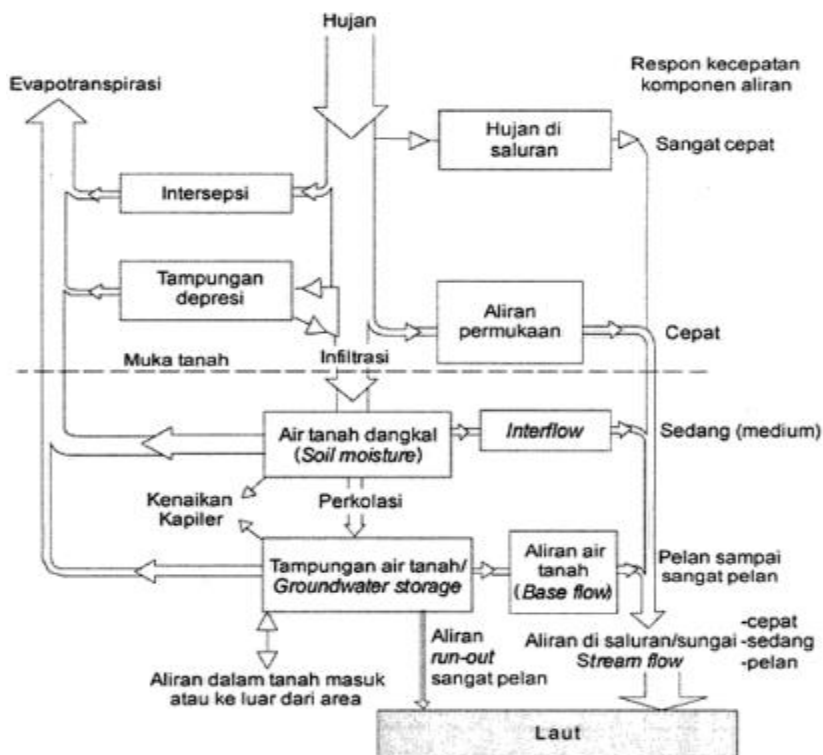 Hujan
Respon kecepatan
komponen aliran
Evapotranspirasi
Hujan di
saluran
Sangat cepat
Intersepsi
Tampungan
depresi
Aliran
permukaan
Cepat
Muka tanah
Infiltrasi
Air tanah dangkal
(Soil moisture)
Interflow
Sedang (medium)
Kenaikan
Kapiler
Perkolasi
Tampungan air tanah/
Groundwater storage
Aliran air
tanah
(Base flow)
Pelan sampai
sangat pelan
Aliran
run-out
sangat pelan
Aliran di saluran/sungai
Stream flow
-cepat
-sedang
-pelan
Aliran dalam tanah masuk
atau ke luar dari area
Laut